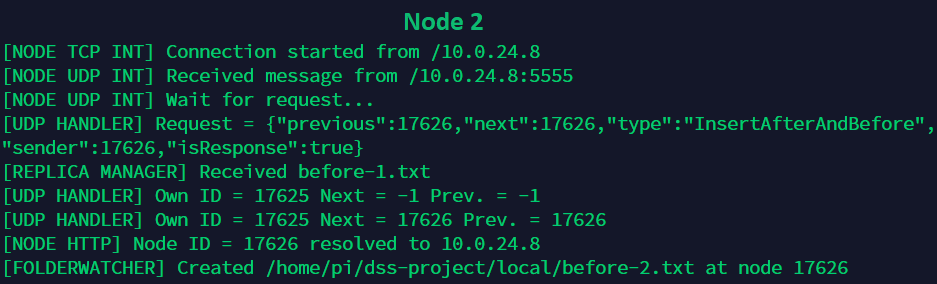 Node 2
[NODE TCP INT] Connection started from /10.0.24.8
[NODE UDP INT] Received message from /10.0.24.8:5555
[NODE UDP INT] Wait for request...
[UDP HANDLER] Request = {"previous":17626,"next":17626,"type":"InsertAfterAndBefore",
"sender":17626,"isResponse":true}
[REPLICA MANAGER] Received before-1.txt
[UDP HANDLER] Own ID = 17625 Next = -1 Prev. = -1
[UDP HANDLER] Own ID = 17625 Next = 17626 Prev. = 17626
[NODE HTTP] Node ID = 17626 resolved to 10.0.24.8
[FOLDERWATCHER] Created /home/pi/dss-project/local/before-2.txt at node 17626